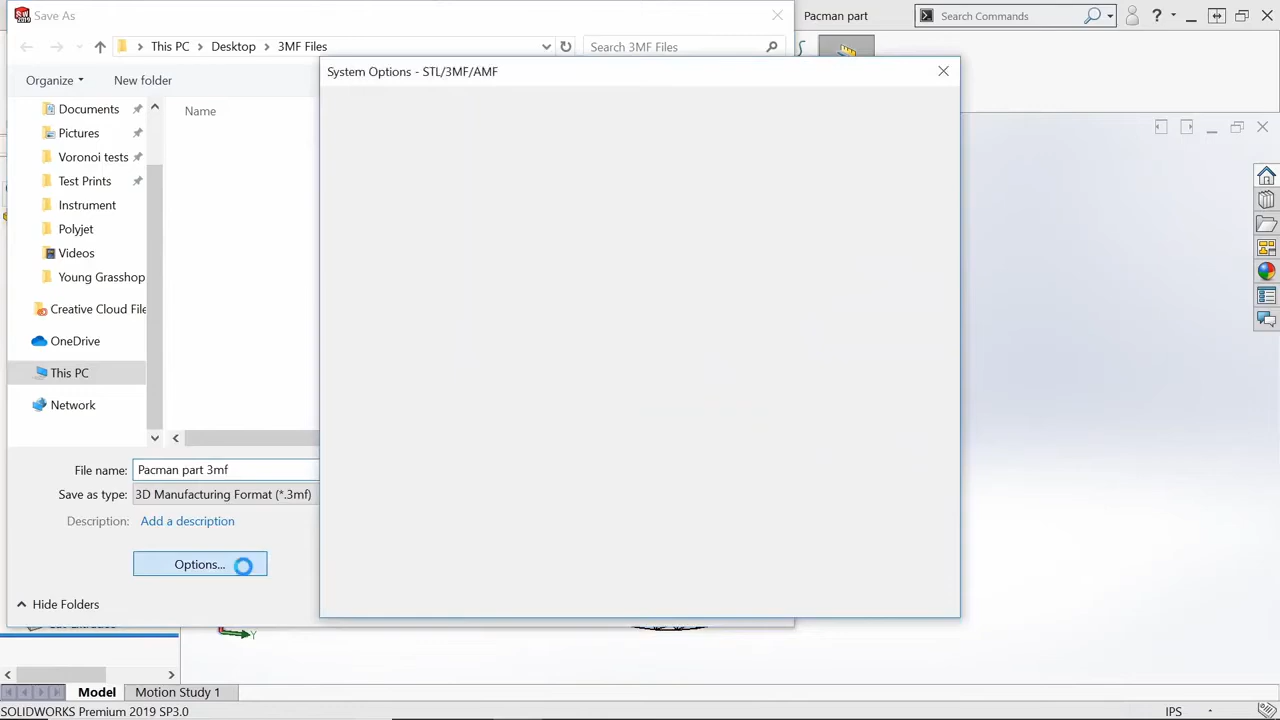 Save As
Pacman part
Search Commands
This PC
Desktop
3MF Files
Search 3MF Files
Organize
New folder
System Options - STL/3MF/AMF
Name
Documents
Pictures
Voronoi tests
Test Prints
Instrument
Polyjet
Videos
Young Grasshop
Creative Cloud File
OneDrive
This PC
Network
File name: Pacman part 3mf
Save as type: 3D Manufacturing Format (*.3mf)
Description: Add a description
Options...
Hide Folders
Y
Model
Motion Study 1
SOLIDWORKS Premium 2019 SP3.0
IPS